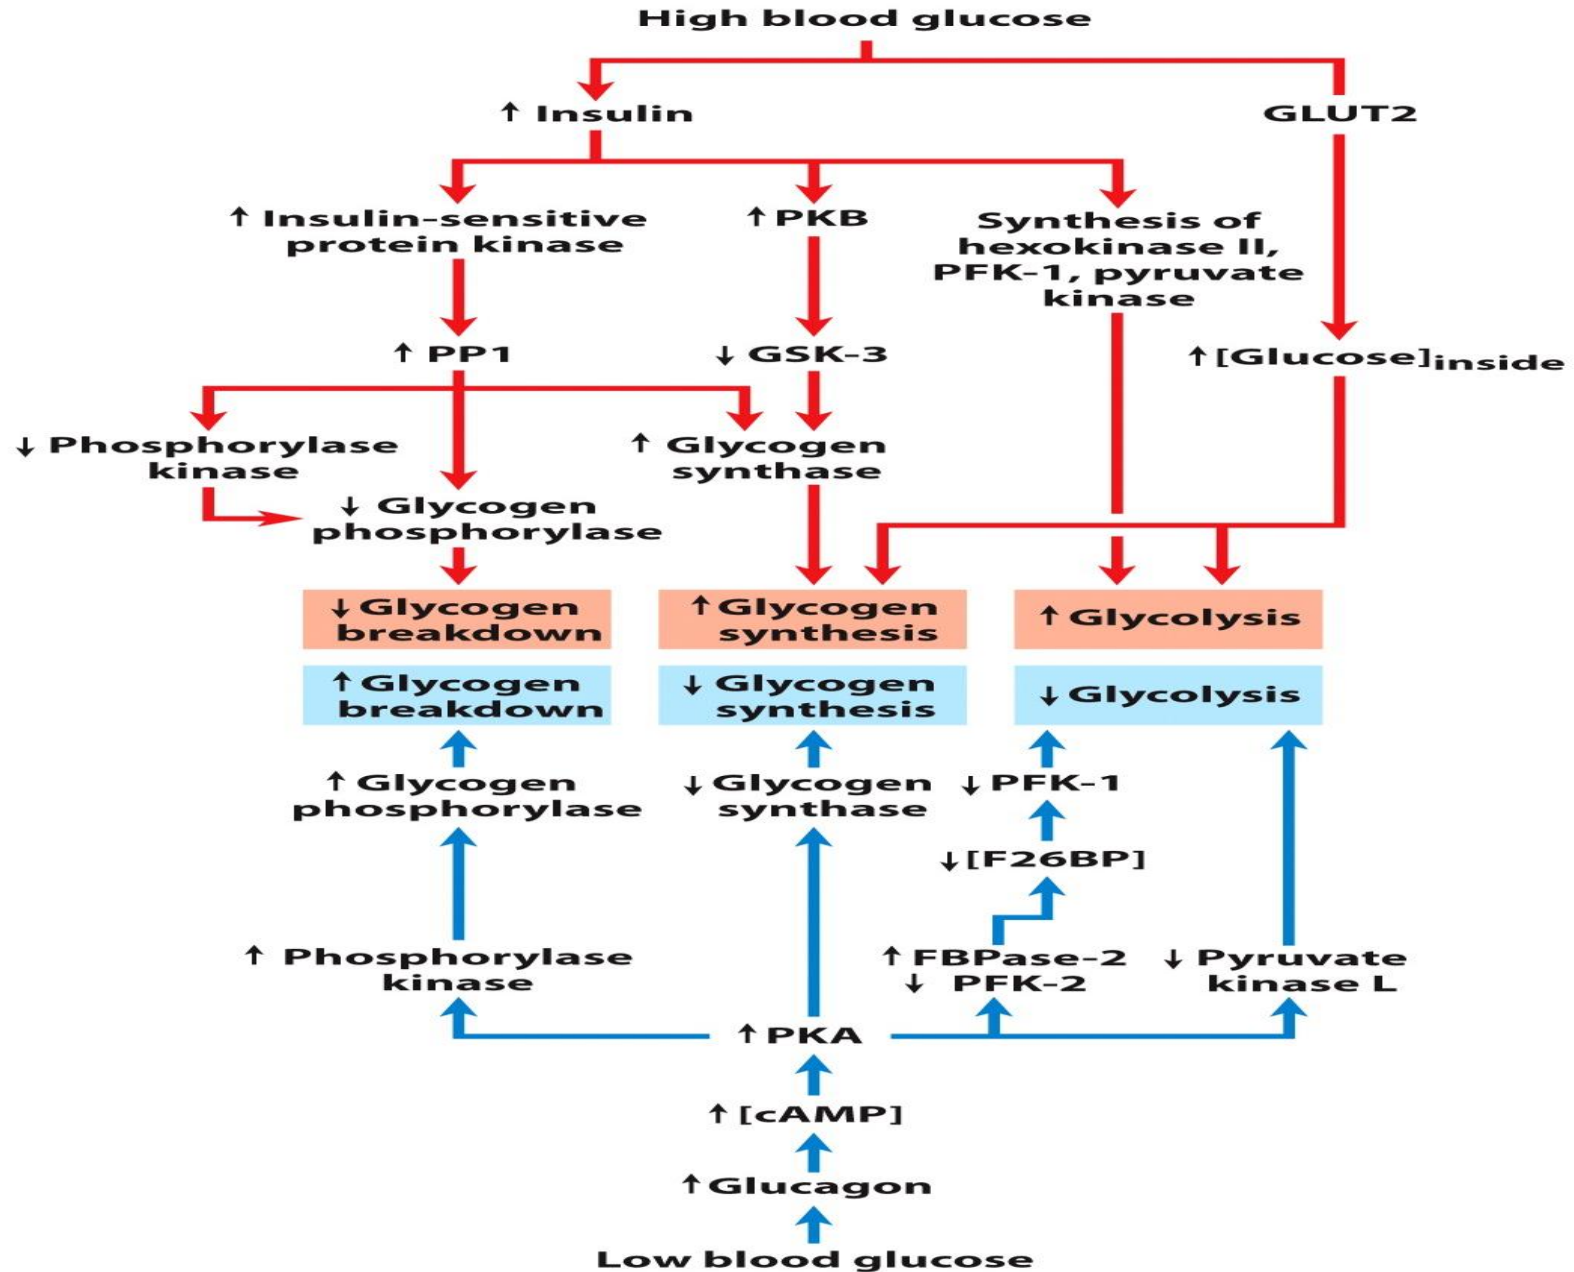 High blood glucose
↑ Insulin
GLUT2
↑ Insulin-sensitive
protein kinase
↑ PKB
Synthesis of
hexokinase II,
PFK-1, pyruvate
kinase
↑ PP1
↓ GSK-3
↑ [Glucose]inside
↓ Phosphorylase
kinase
↑ Glycogen
synthase
↓ Glycogen
phosphorylase
↓ Glycogen
breakdown
↑ Glycogen
synthesis
↑ Glycolysis
↑ Glycogen
breakdown
↓ Glycogen
synthesis
↓ Glycolysis
↑ Glycogen
phosphorylase
↓ Glycogen
synthase
↓ PFK-1
↓ [F26BP]
↑ Phosphorylase
kinase
↑ FBPase-2
↓ PFK-2
↓ Pyruvate
kinase L
↑ PKA
↑ [cAMP]
↑ Glucagon
Low blood glucose